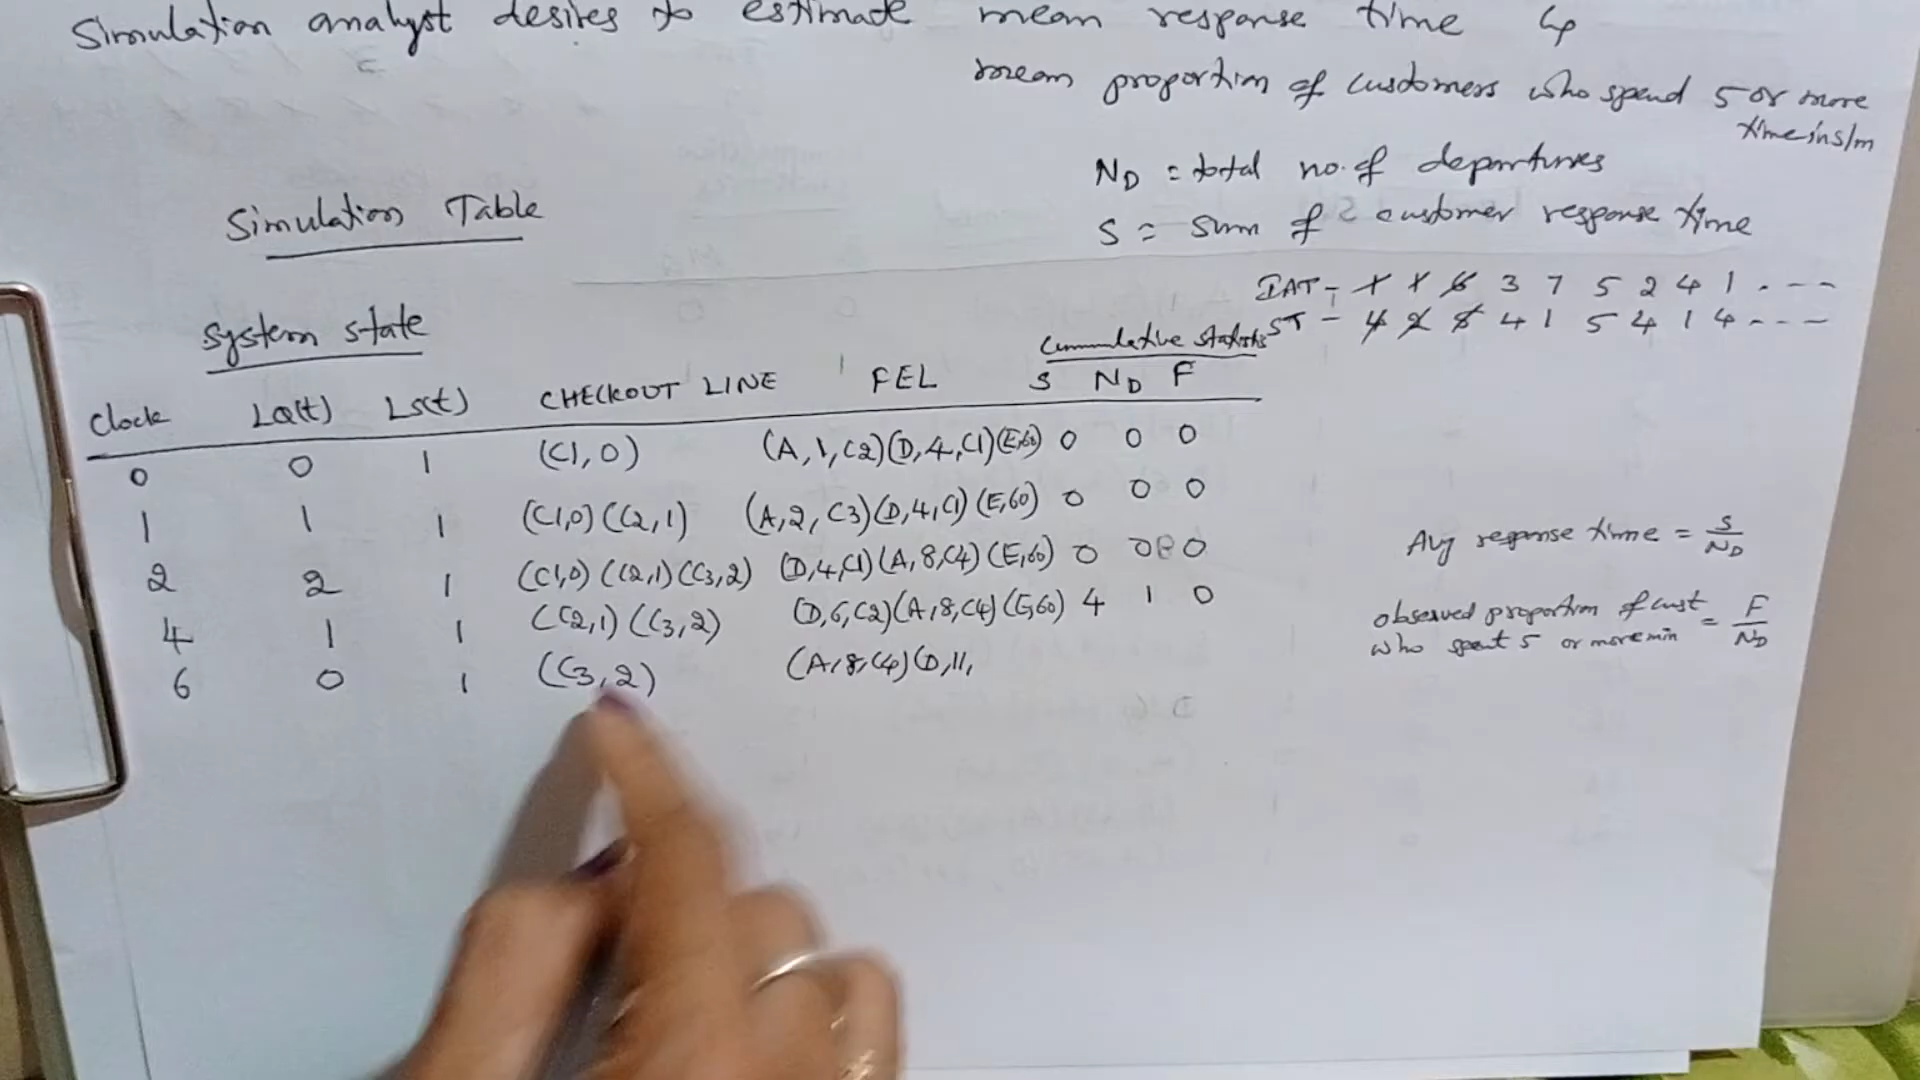 Simulation analyst desires to estimate mean response time &
mean proportion of customers who spend 5 or more
time in s/m
ND = total no. of departures
S = Sum of customer response time
Simulation Table
IAT - 1 1 6 3 7 5 2 4 1 . ---
ST - 4 2 5 4 1 5 4 1 4 ---
System state
Cummulative Statistics
Clock LQ(t) LS(t) CHECKOUT LINE FEL S ND F
0 0 1 (C1,0) (A,1,C2)(D,4,C1)(E,60) 0 0 0
1 1 1 (C1,0)(C2,1) (A,2,C3)(D,4,C1)(E,60) 0 0 0
2 2 1 (C1,0)(C2,1)(C3,2) (D,4,C1)(A,8,C4)(E,60) 0 0 0
4 1 1 (C2,1)(C3,2) (D,6,C2)(A,8,C4)(E,60) 4 1 0
6 0 1 (C3,2) (A,8,C4)(D,11,
Avg response time = S/ND
observed proportion of cust
who spent 5 or more min = F/ND